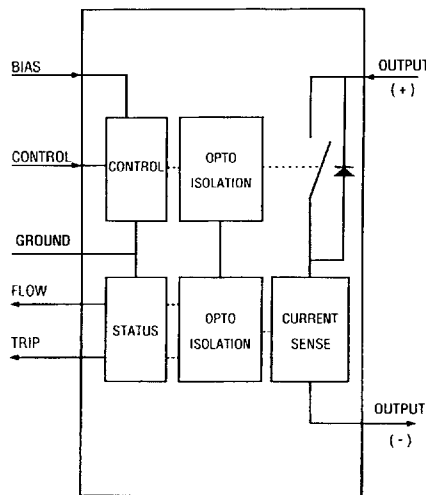 BIAS
OUTPUT
(+)
CONTROL
CONTROL
OPTO
ISOLATION
GROUND
FLOW
TRIP
STATUS
OPTO
ISOLATION
CURRENT
SENSE
OUTPUT
(-)